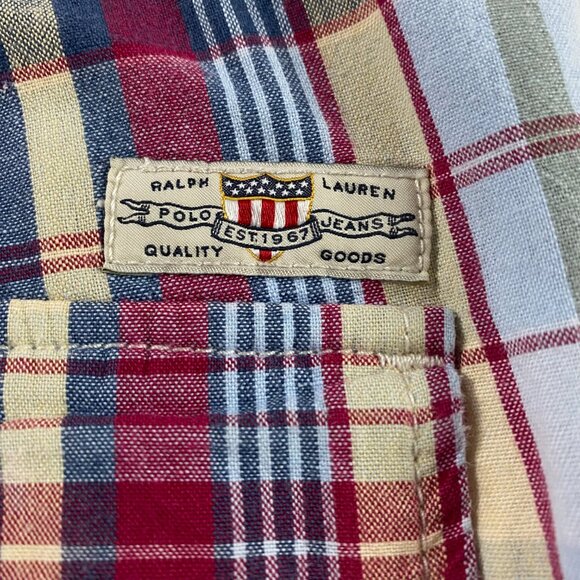 RALPH LAUREN
POLO JEANS
EST. 1967
QUALITY GOODS